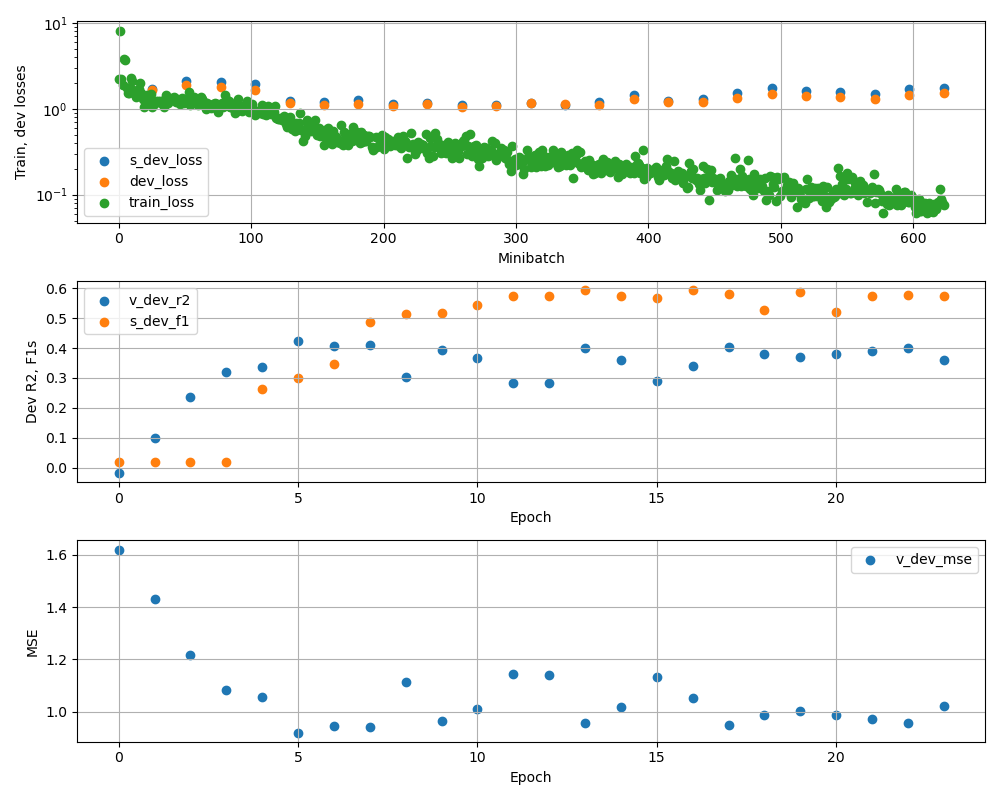 Train, dev losses
10¹
10⁰
10⁻¹
s_dev_loss
dev_loss
train_loss
0 100 200 300 400 500 600
Minibatch
Dev R2, F1s
0.6
0.5
0.4
0.3
0.2
0.1
0.0
v_dev_r2
s_dev_f1
0 5 10 15 20
Epoch
MSE
1.6
1.4
1.2
1.0
v_dev_mse
0 5 10 15 20
Epoch